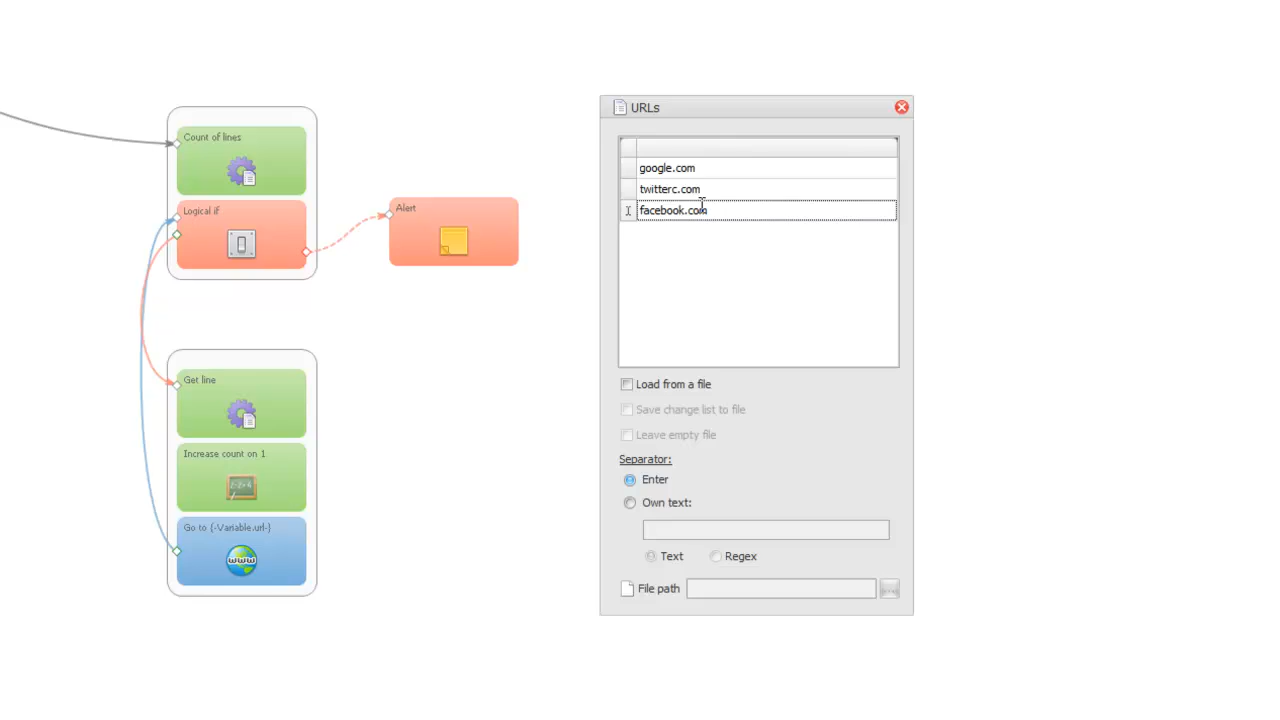 Count of lines
Logical if
Alert
Get line
Increase count on 1
Go to {-Variable.url-}
WWW
URLs
google.com
twitterc.com
facebook.com
Load from a file
Save change list to file
Leave empty file
Separator:
Enter
Own text:
Text
Regex
File path
...